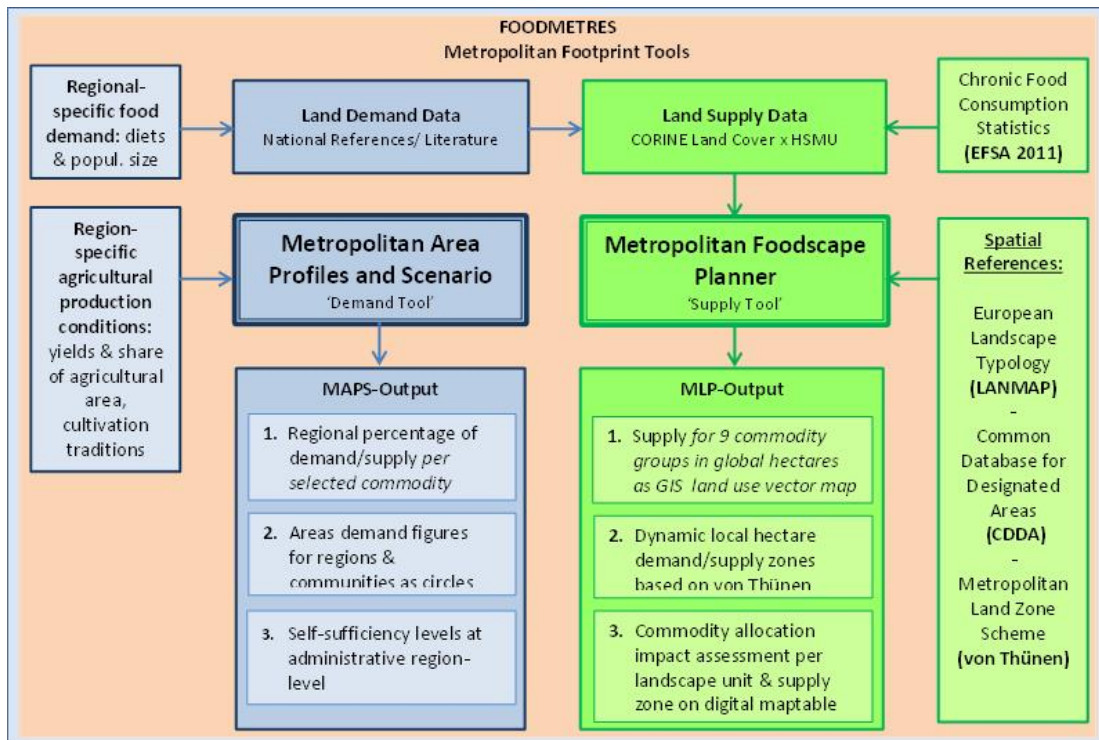 FOODMETRES
Metropolitan Footprint Tools
Regional-
specific food
demand: diets
& popul. size
Land Demand Data
National References/ Literature
Land Supply Data
CORINE Land Cover x HSMU
Chronic Food
Consumption
Statistics
(EFSA 2011)
Region-
specific
agricultural
production
conditions:
yields & share
of agricultural
area,
cultivation
traditions
Metropolitan Area
Profiles and Scenario
'Demand Tool'
Metropolitan Foodscape
Planner
'Supply Tool'
Spatial
References:
European
Landscape
Typology
(LANMAP)
-
Common
Database for
Designated
Areas
(CDDA)
-
Metropolitan
Land Zone
Scheme
(von Thünen)
MAPS-Output
1. Regional percentage of
demand/supply per
selected commodity
2. Areas demand figures
for regions &
communities as circles
3. Self-sufficiency levels at
administrative region-
level
MLP-Output
1. Supply for 9 commodity
groups in global hectares
as GIS land use vector map
2. Dynamic local hectare
demand/supply zones
based on von Thünen
3. Commodity allocation
impact assessment per
landscape unit & supply
zone on digital maptable